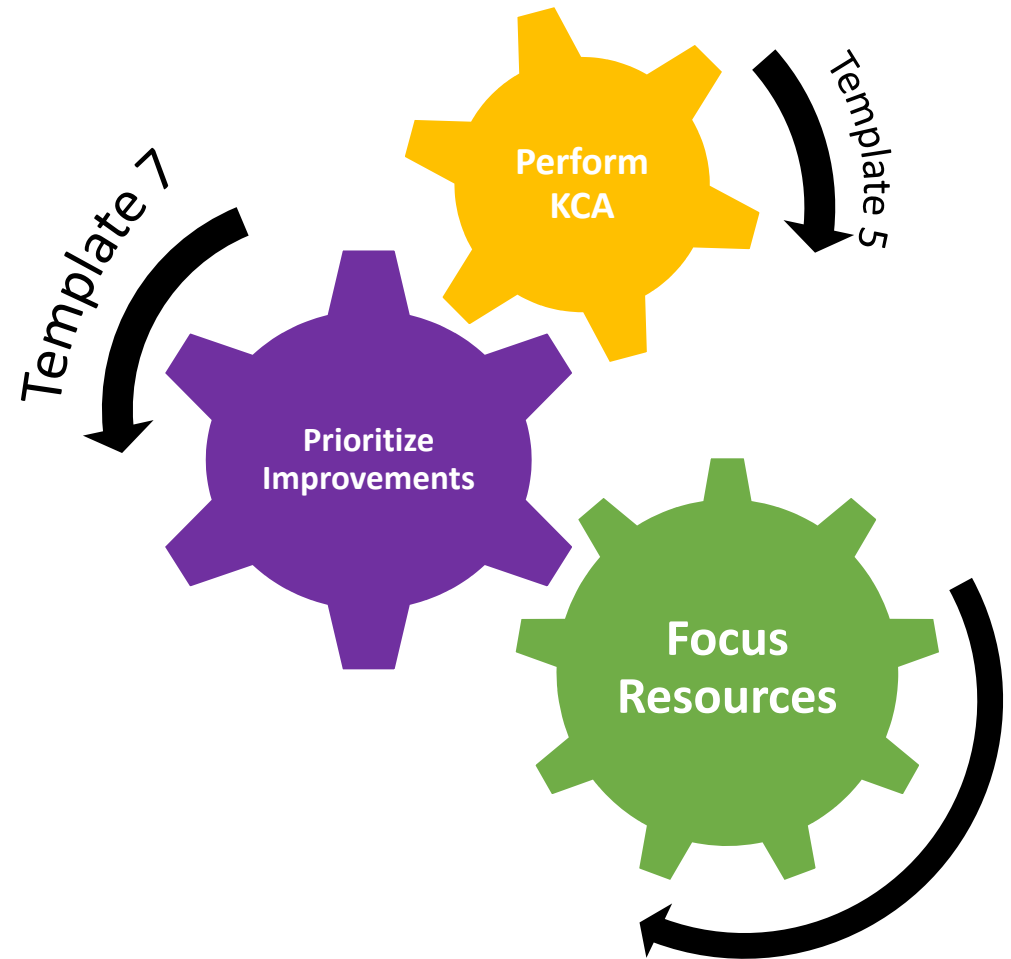 Perform
KCA
Template 5
Template 7
Prioritize
Improvements
Focus
Resources